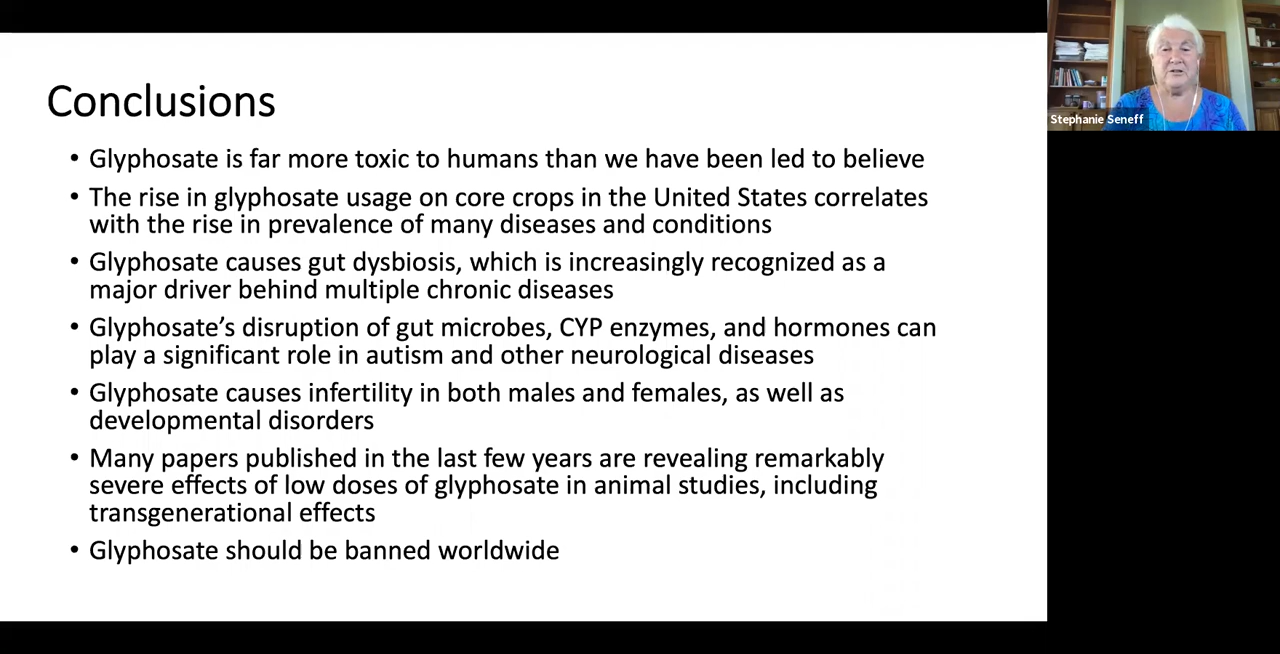 Conclusions
• Glyphosate is far more toxic to humans than we have been led to believe
• The rise in glyphosate usage on core crops in the United States correlates
with the rise in prevalence of many diseases and conditions
• Glyphosate causes gut dysbiosis, which is increasingly recognized as a
major driver behind multiple chronic diseases
• Glyphosate’s disruption of gut microbes, CYP enzymes, and hormones can
play a significant role in autism and other neurological diseases
• Glyphosate causes infertility in both males and females, as well as
developmental disorders
• Many papers published in the last few years are revealing remarkably
severe effects of low doses of glyphosate in animal studies, including
transgenerational effects
• Glyphosate should be banned worldwide
Stephanie Seneff